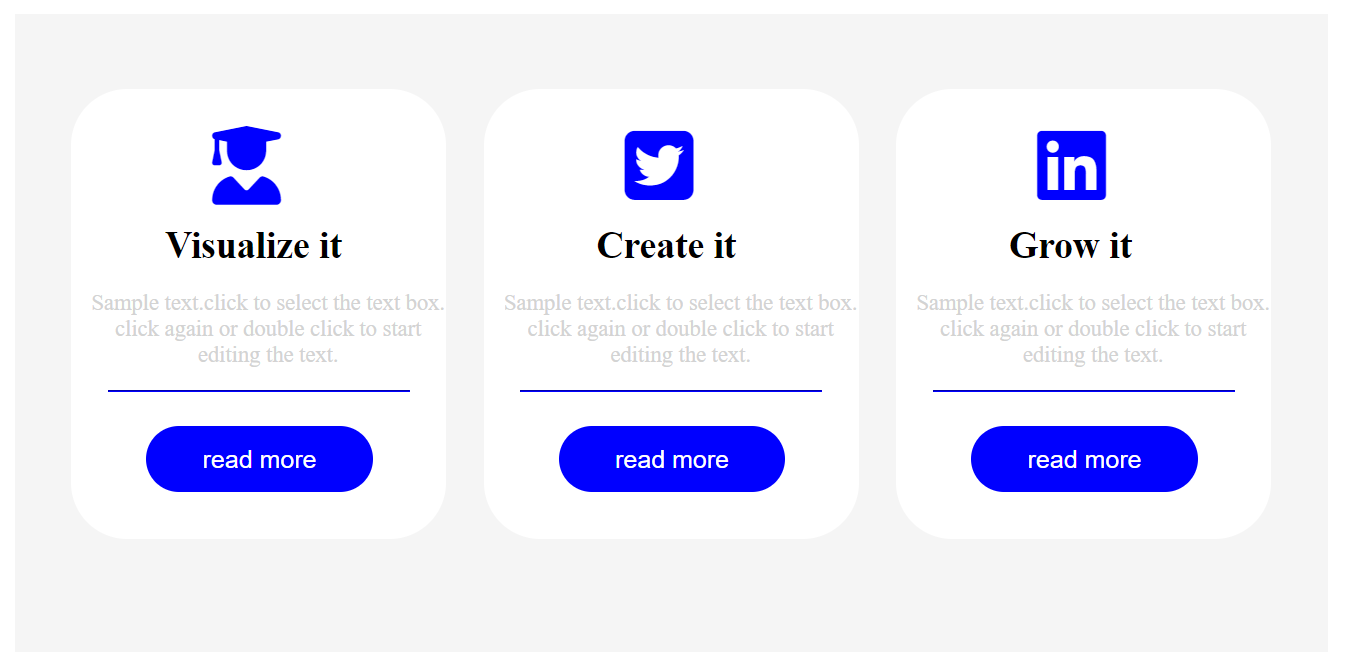 Visualize it
Sample text.click to select the text box.
click again or double click to start
editing the text.
read more
in
Create it
Sample text.click to select the text box.
click again or double click to start
editing the text.
read more
Grow it
Sample text.click to select the text box.
click again or double click to start
editing the text.
read more